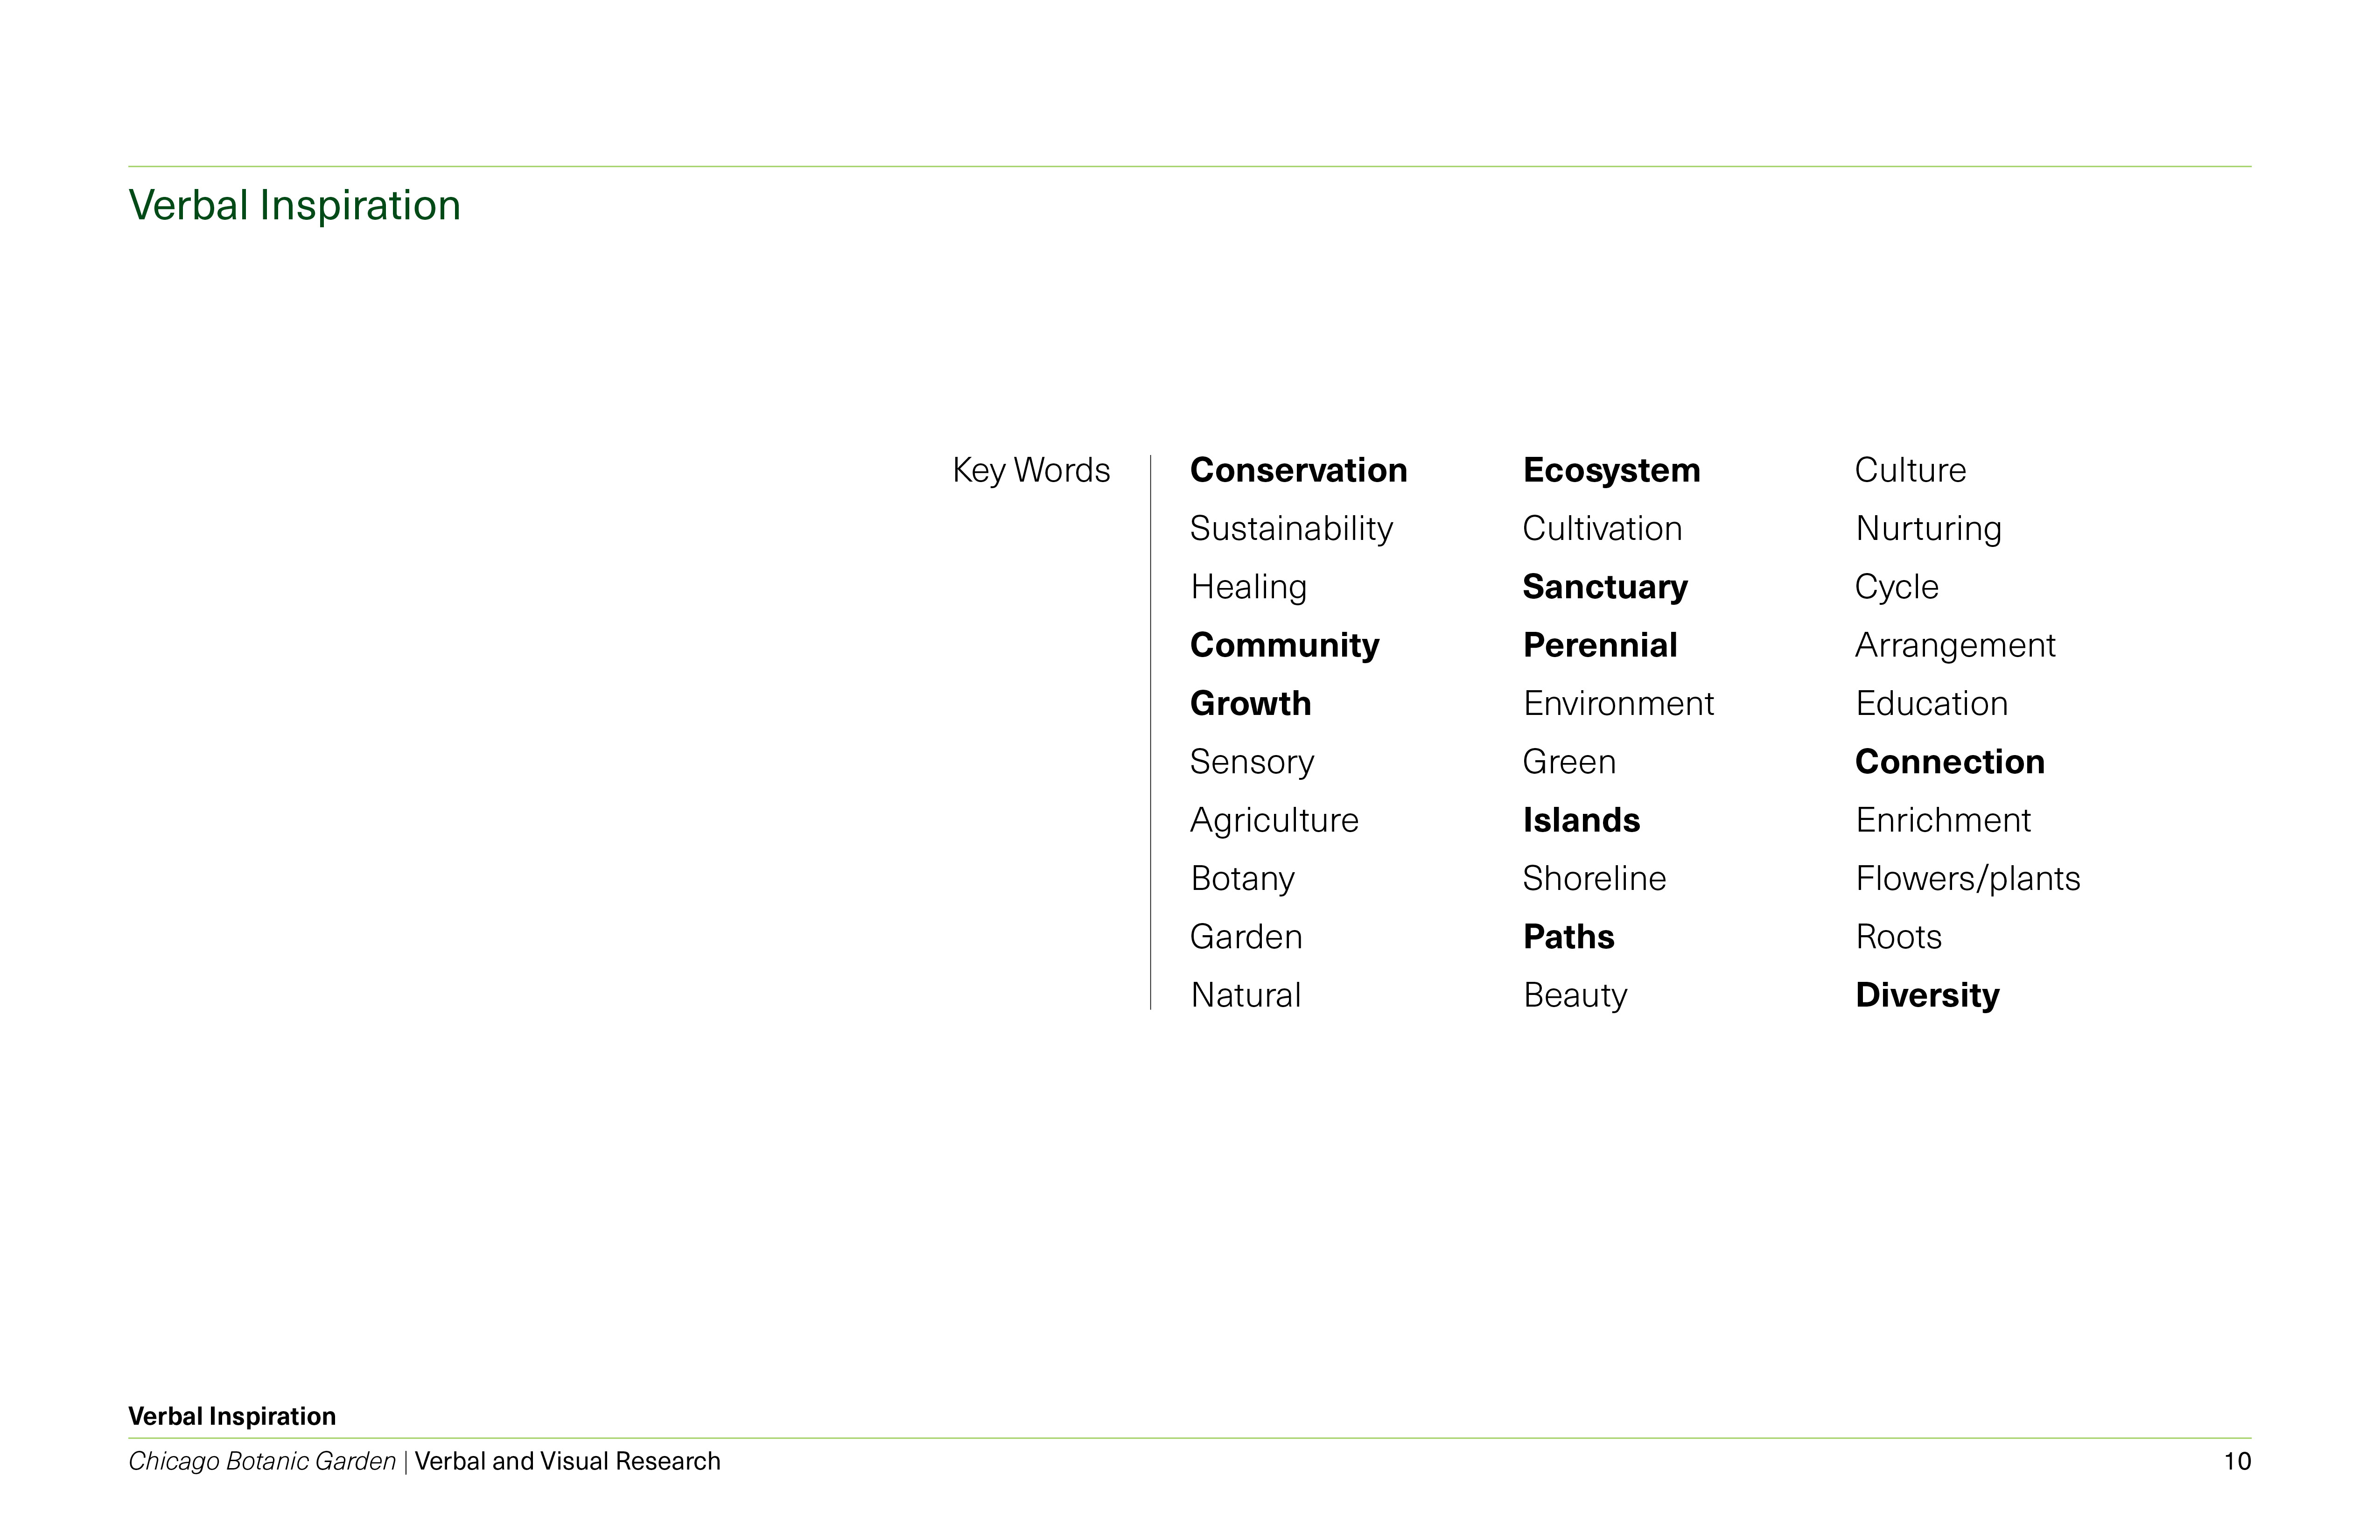 Verbal Inspiration
Key Words
Conservation
Sustainability
Healing
Community
Growth
Sensory
Agriculture
Botany
Garden
Natural
Ecosystem
Cultivation
Sanctuary
Perennial
Environment
Green
Islands
Shoreline
Paths
Beauty
Culture
Nurturing
Cycle
Arrangement
Education
Connection
Enrichment
Flowers/plants
Roots
Diversity
Verbal Inspiration
Chicago Botanic Garden | Verbal and Visual Research
10